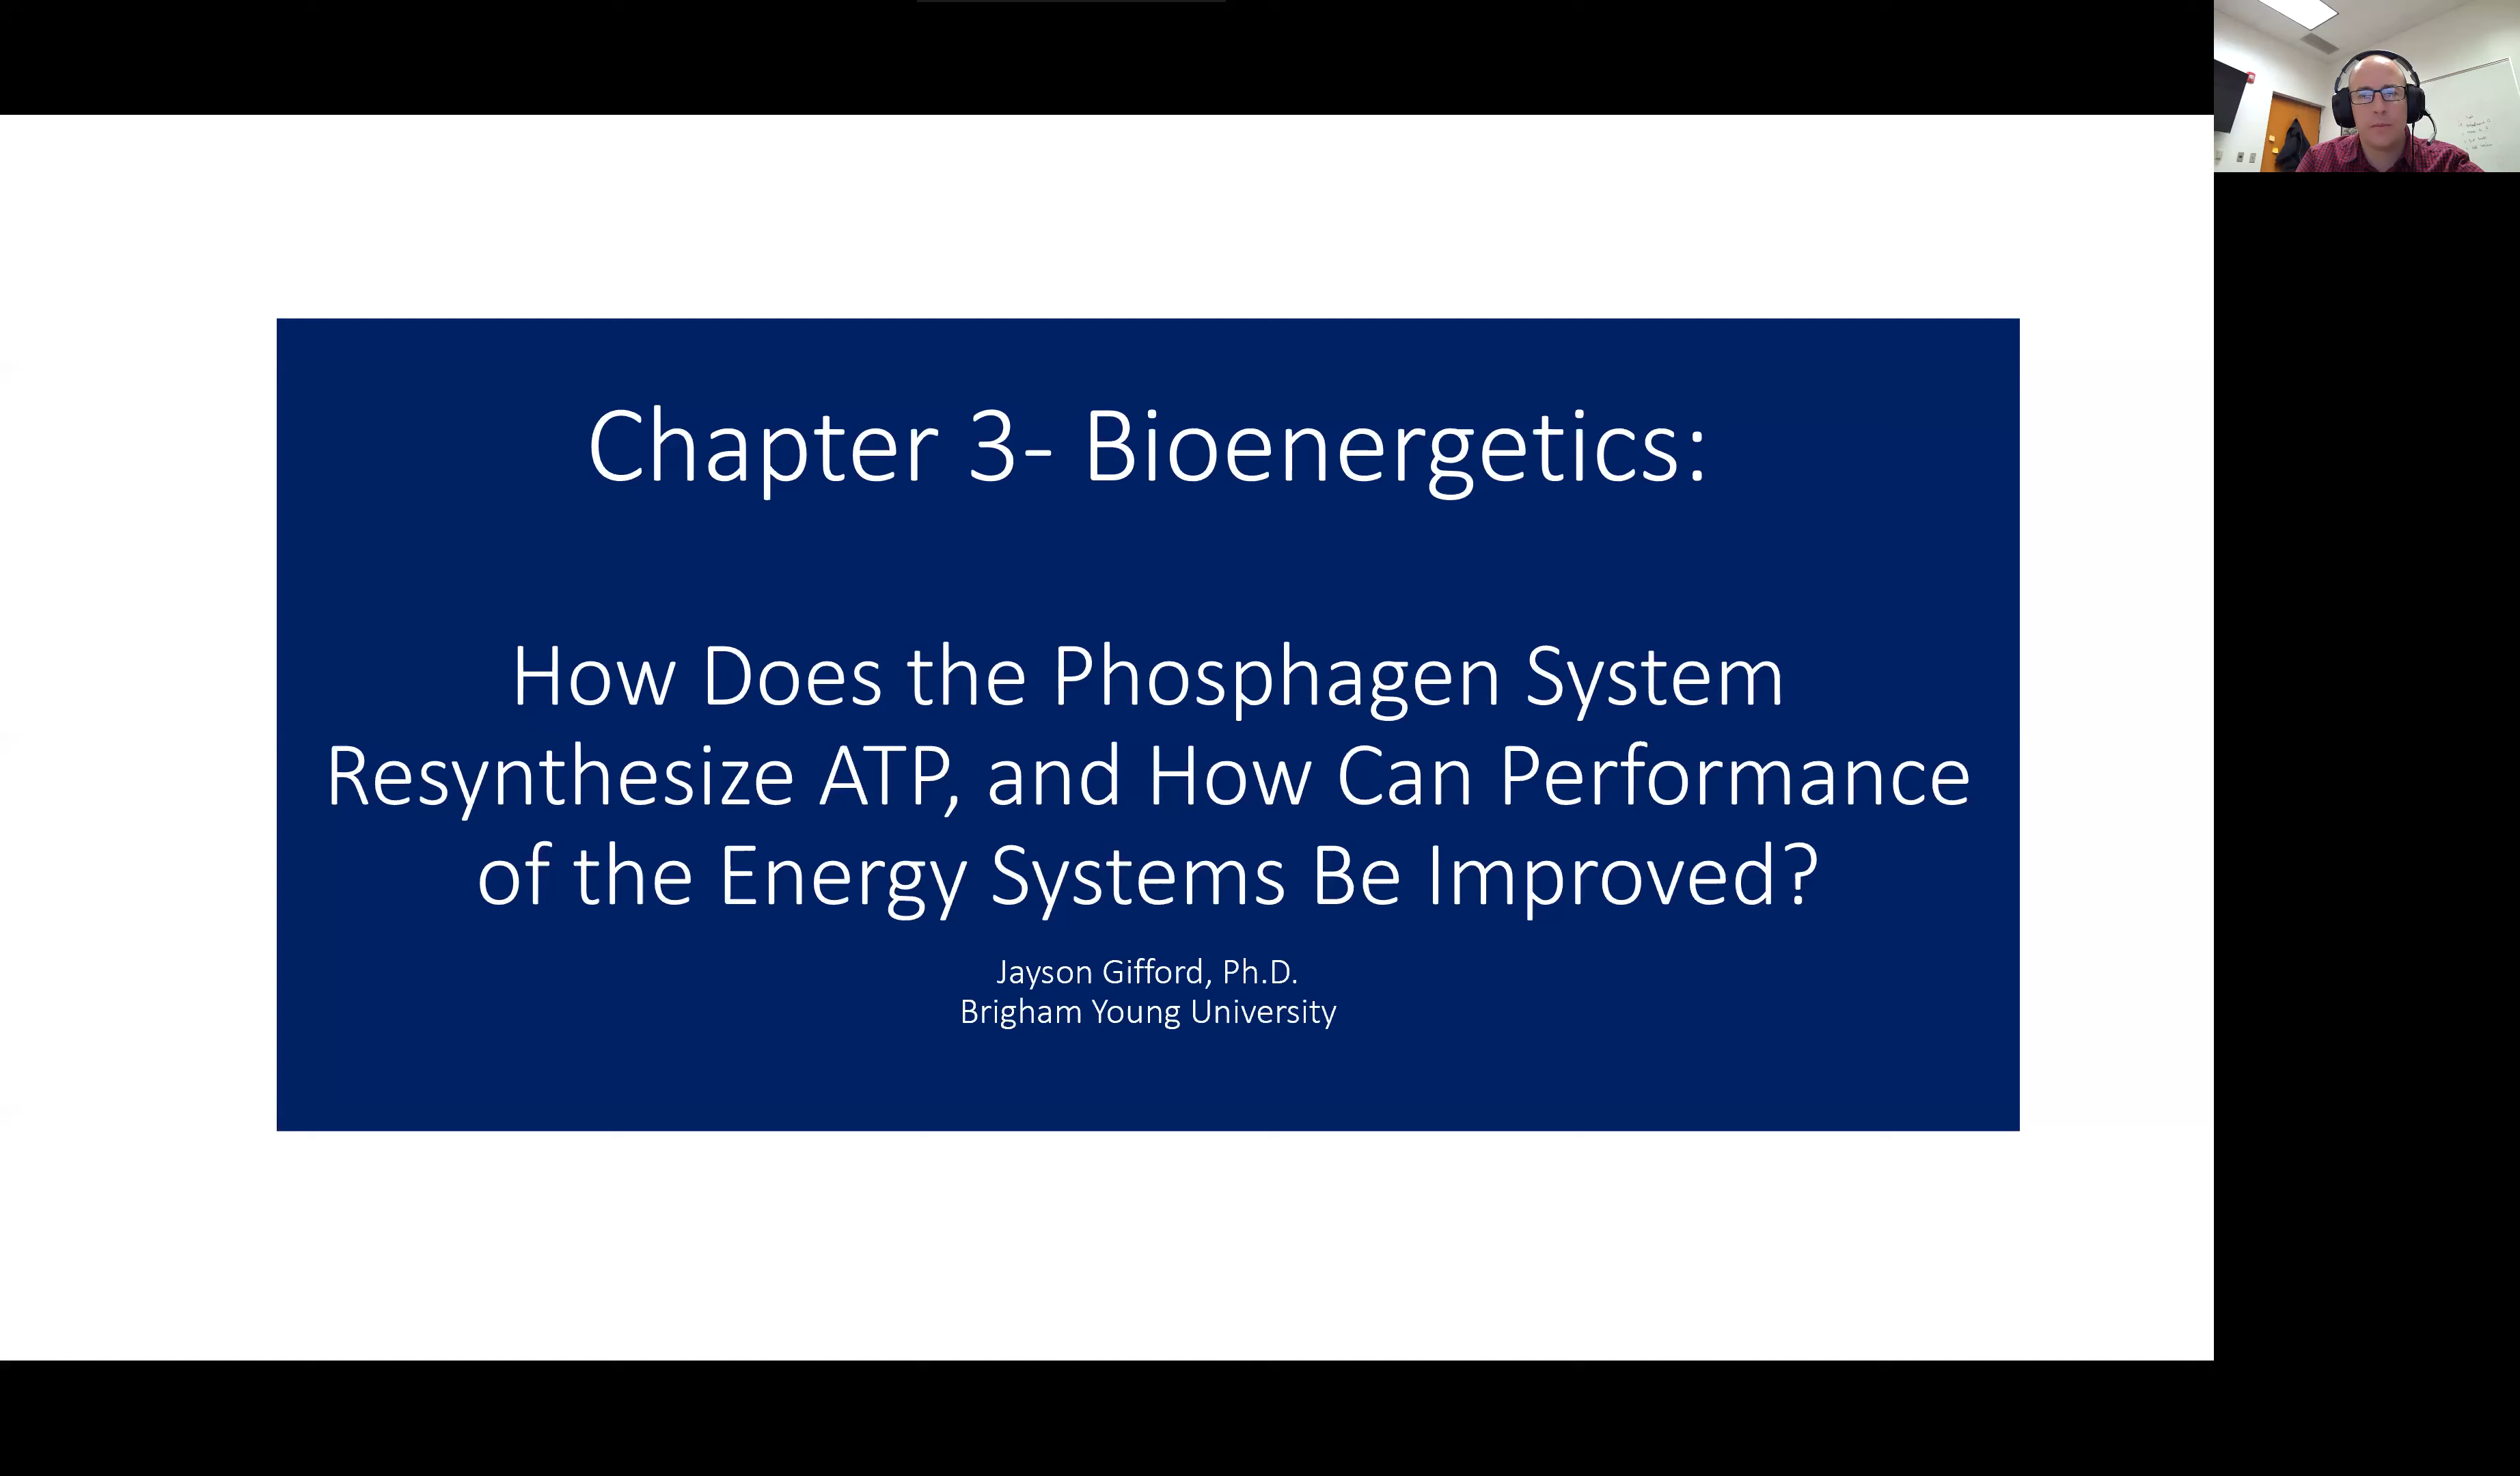 Chapter 3- Bioenergetics:
How Does the Phosphagen System
Resynthesize ATP, and How Can Performance
of the Energy Systems Be Improved?
Jayson Gifford, Ph.D.
Brigham Young University